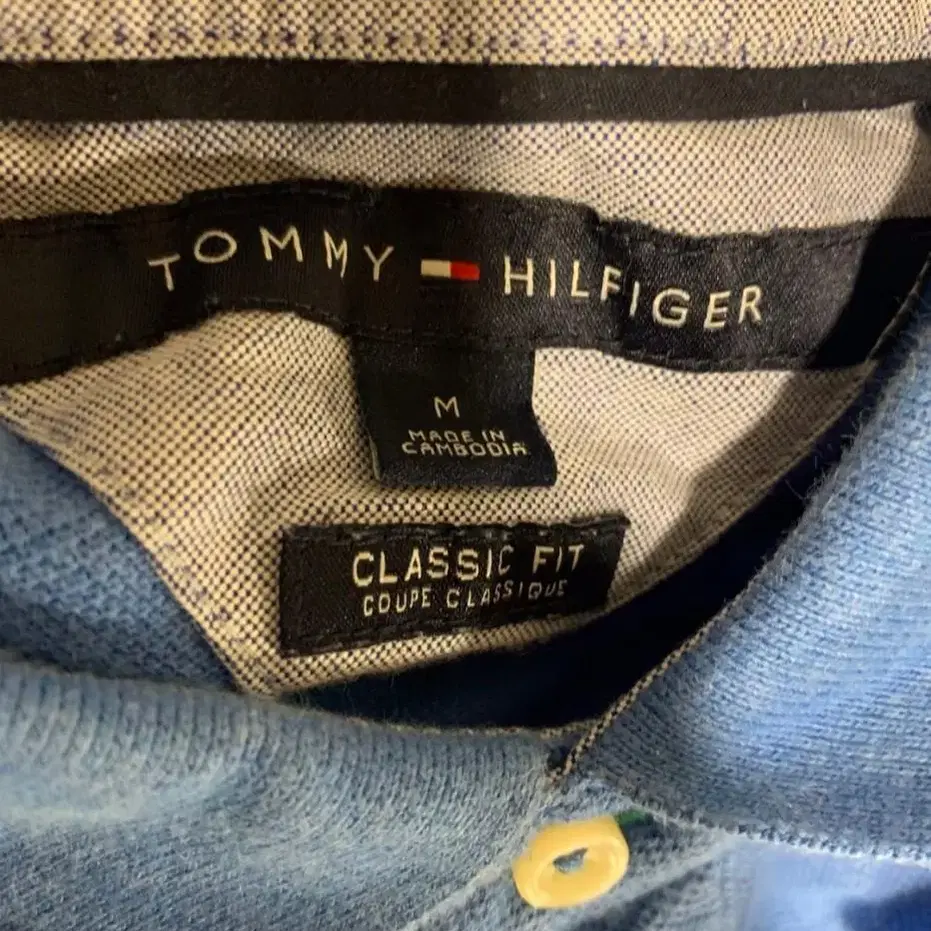 TOMMY HILFIGER
M
MADE IN
CAMBODIA
CLASSIC FIT
COUPE CLASSIQUE